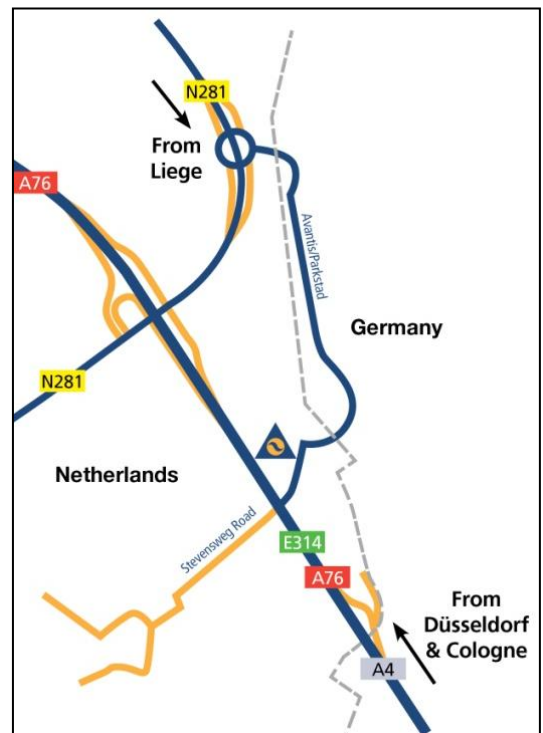 N281
From
Liege
A76
Avantis/Parkstad
Germany
N281
Netherlands
Stevensweg Road
E314
A76
From
Düsseldorf
& Cologne
A4